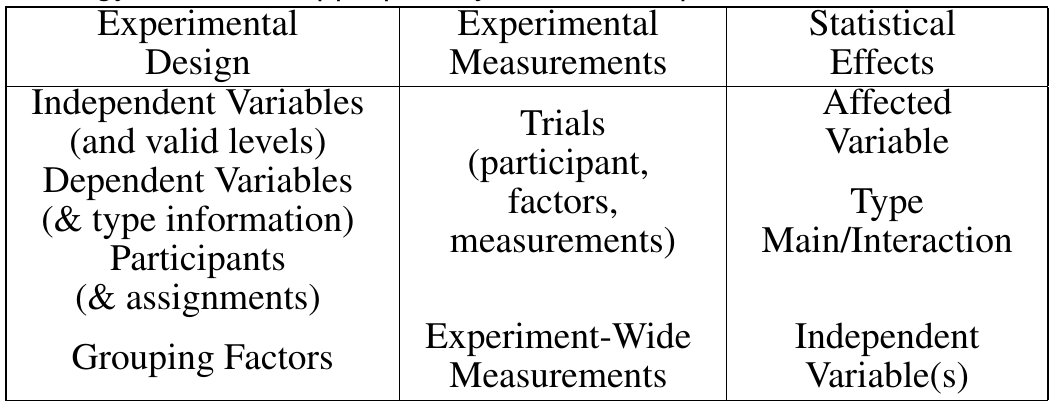 Experimental
Design
Experimental
Measurements
Statistical
Effects
Independent Variables
(and valid levels)
Dependent Variables
(& type information)
Participants
(& assignments)
Grouping Factors
Trials
(participant,
factors,
measurements)
Experiment-Wide
Measurements
Affected
Variable
Type
Main/Interaction
Independent
Variable(s)